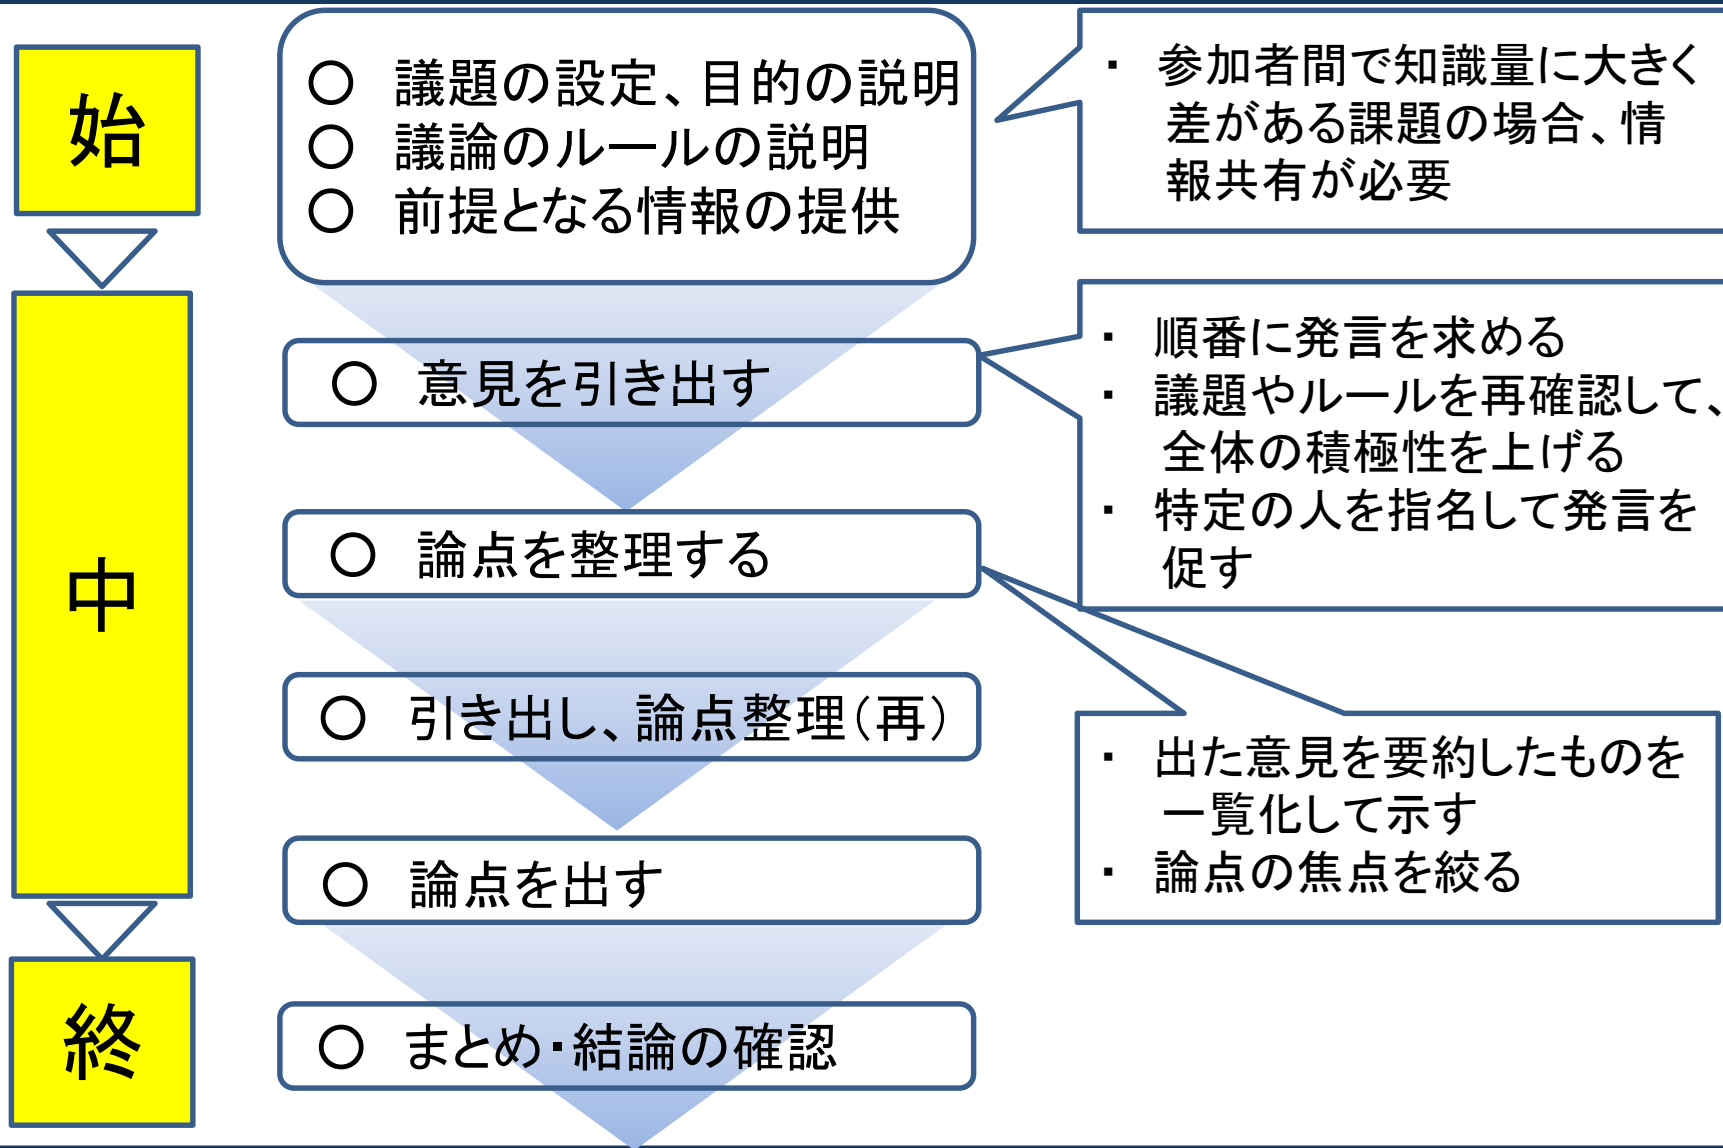 始
○ 議題の設定、目的の説明
○ 議論のルールの説明
○ 前提となる情報の提供
・ 参加者間で知識量に大きく
差がある課題の場合、情
報共有が必要
中
○ 意見を引き出す
・ 順番に発言を求める
・ 議題やルールを再確認して、
全体の積極性を上げる
・ 特定の人を指名して発言を
促す
○ 論点を整理する
○ 引き出し、論点整理(再)
・ 出た意見を要約したものを
一覧化して示す
・ 論点の焦点を絞る
○ 論点を出す
終
○ まとめ・結論の確認